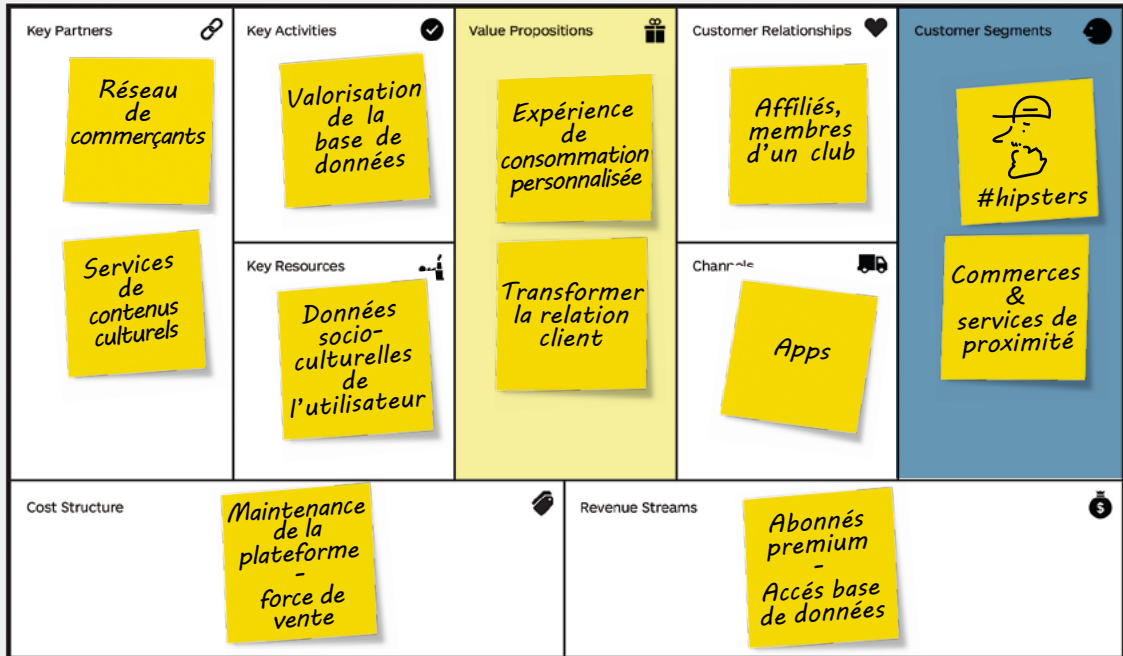 Key Partners
Réseau
de
commerçants
Services
de
contenus
culturels
Key Activities
Valorisation
de la
base de
données
Key Resources
Données
socio-
culturelles
de
l'utilisateur
Value Propositions
Expérience
de
consommation
personnalisée
Transformer
la relation
client
Customer Relationships
Affiliés,
membres
d'un club
Channels
Apps
Customer Segments
#hipsters
Commerces
&
services de
proximité
Cost Structure
Maintenance
de la
plateforme
-
force de
vente
Revenue Streams
$
Abonnés
premium
-
Accés base
de données